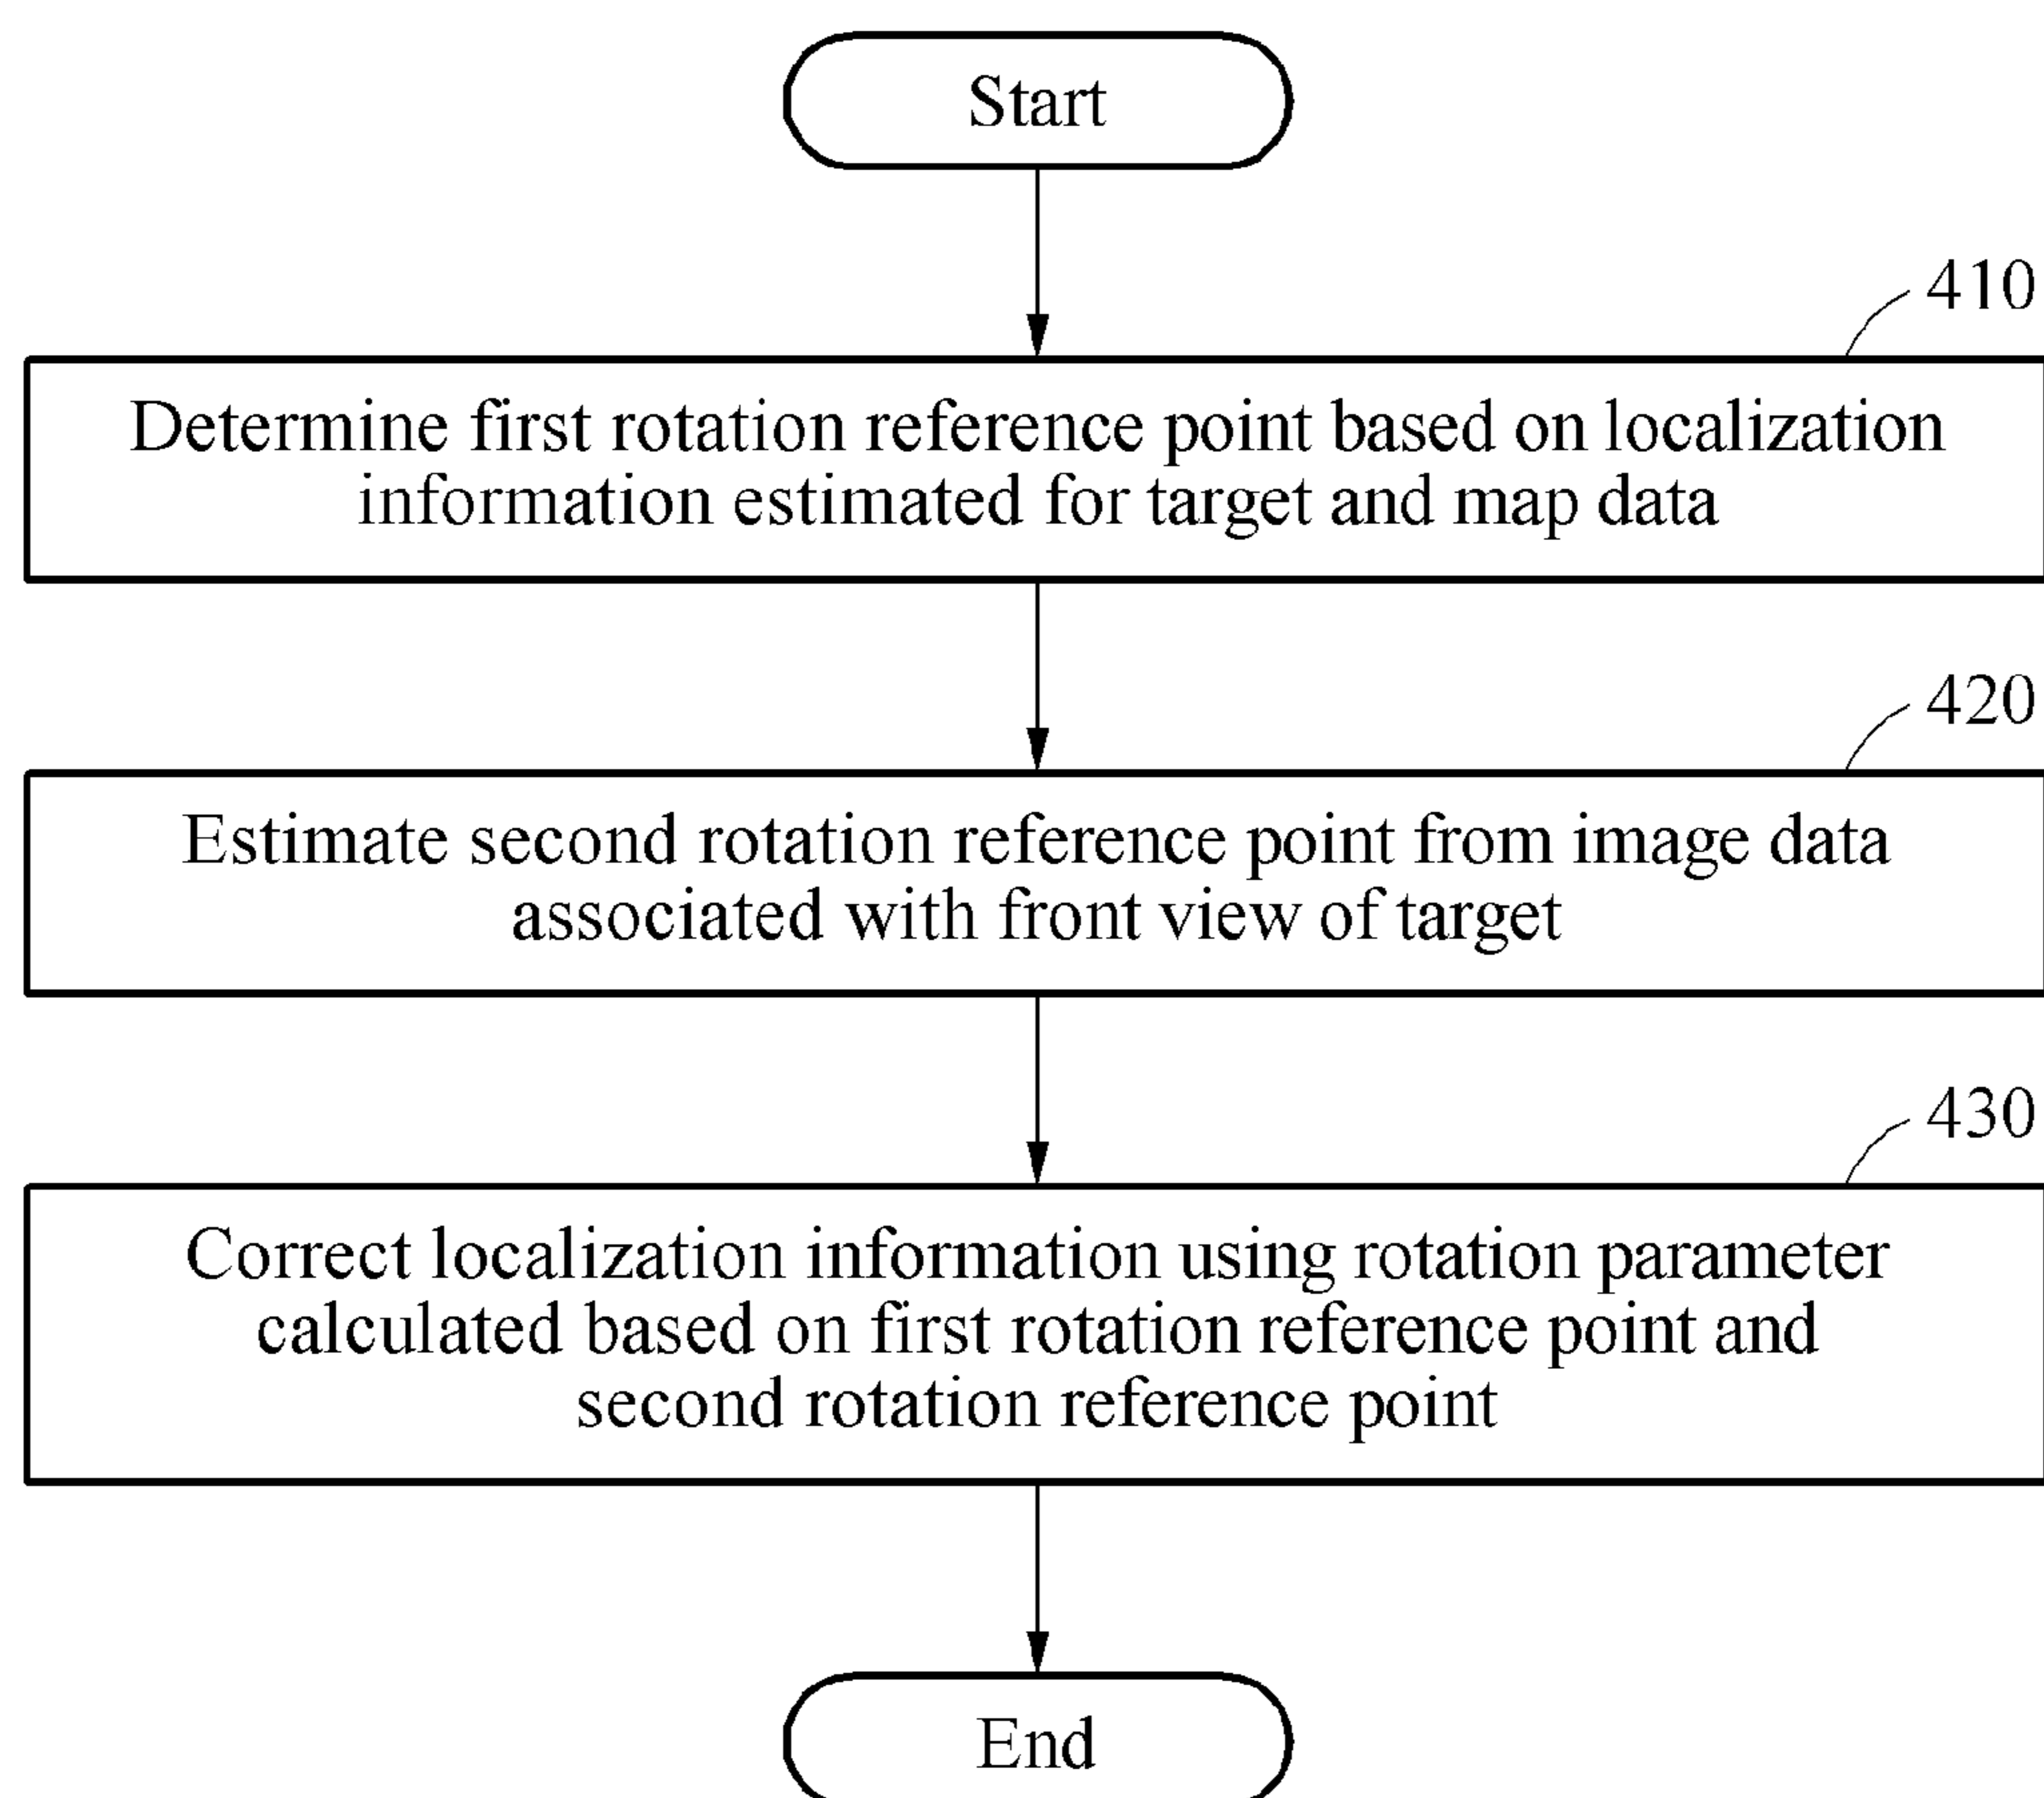 Start
410
Determine first rotation reference point based on localization
information estimated for target and map data
420
Estimate second rotation reference point from image data
associated with front view of target
430
Correct localization information using rotation parameter
calculated based on first rotation reference point and
second rotation reference point
End